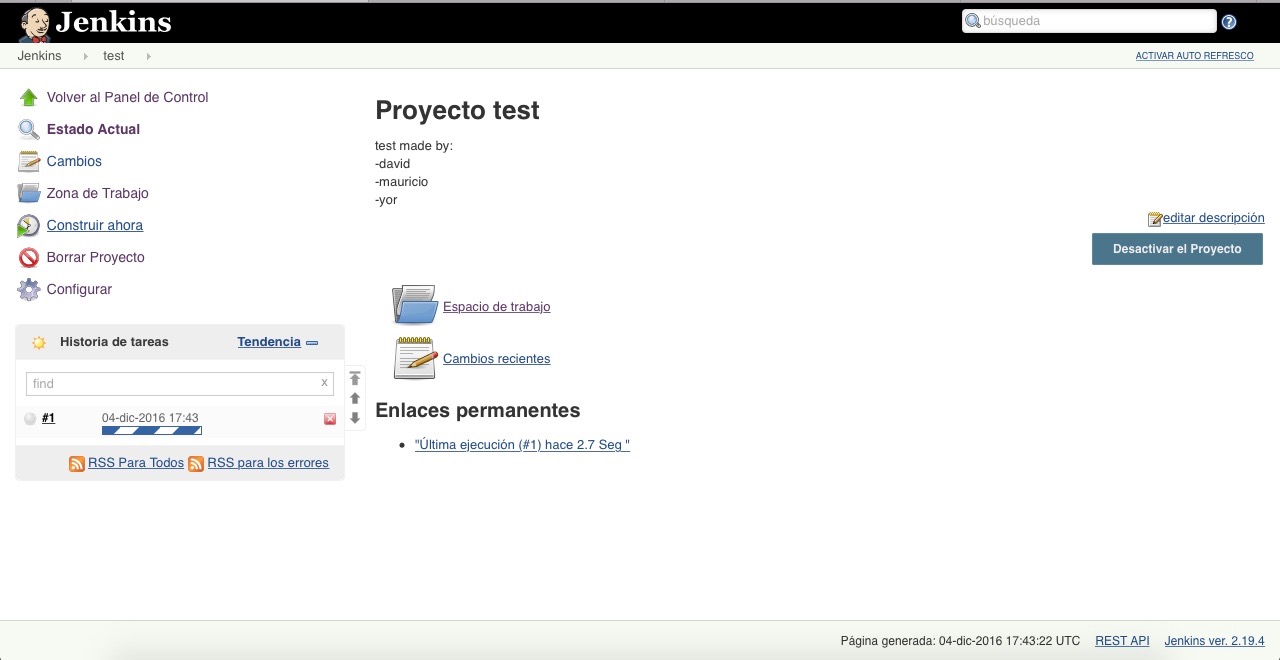 Jenkins
búsqueda
Jenkins test
ACTIVAR AUTO REFRESCO
Volver al Panel de Control
Estado Actual
Cambios
Zona de Trabajo
Construir ahora
Borrar Proyecto
Configurar
Historia de tareas Tendencia
find x
#1 04-dic-2016 17:43
RSS Para Todos RSS para los errores
Proyecto test
test made by:
-david
-mauricio
-yor
editar descripción
Desactivar el Proyecto
Espacio de trabajo
Cambios recientes
Enlaces permanentes
"Última ejecución (#1) hace 2.7 Seg "
Página generada: 04-dic-2016 17:43:22 UTC REST API Jenkins ver. 2.19.4